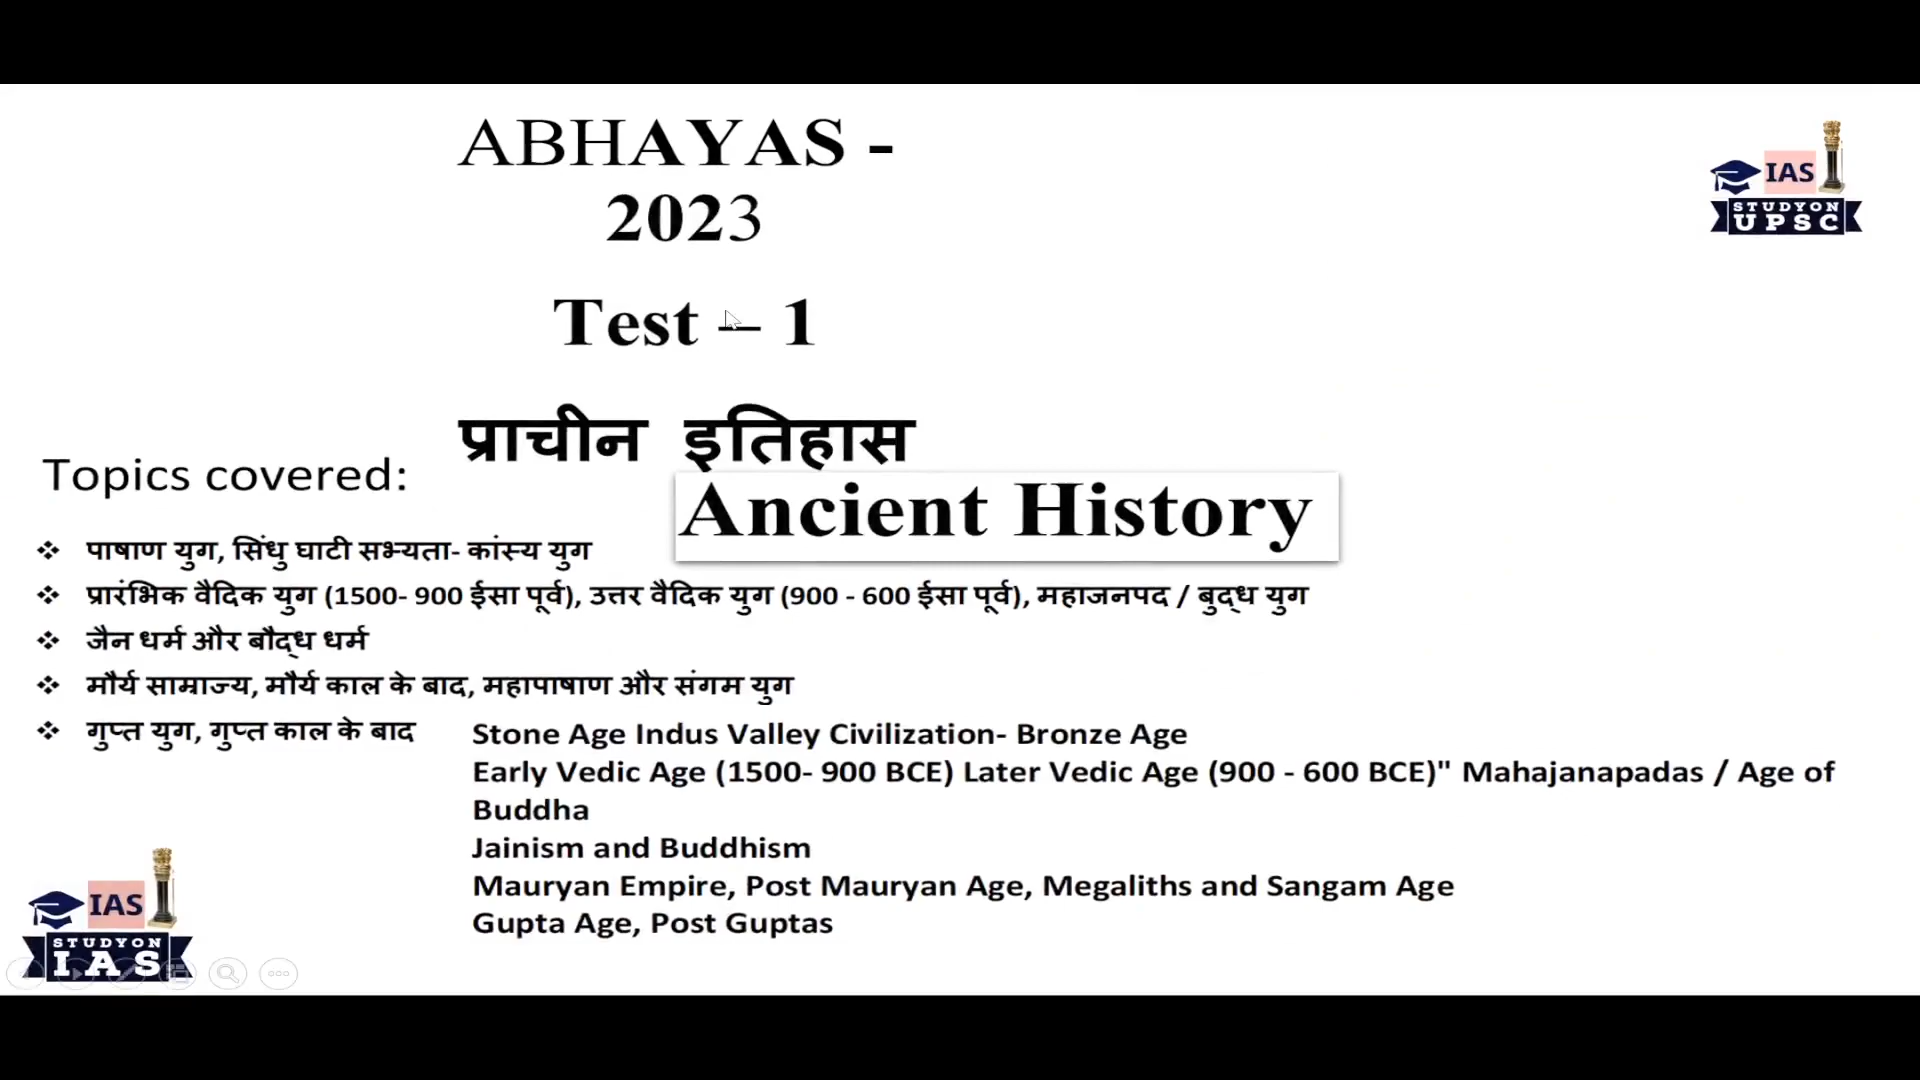 ABHAYAS -
2023
IAS
STUDYON
UPSC
Test – 1
प्राचीन इतिहास
Topics covered:
Ancient History
❖ पाषाण युग, सिंधु घाटी सभ्यता- कांस्य युग
❖ प्रारंभिक वैदिक युग (1500- 900 ईसा पूर्व), उत्तर वैदिक युग (900 - 600 ईसा पूर्व), महाजनपद / बुद्ध युग
❖ जैन धर्म और बौद्ध धर्म
❖ मौर्य साम्राज्य, मौर्य काल के बाद, महापाषाण और संगम युग
❖ गुप्त युग, गुप्त काल के बाद
Stone Age Indus Valley Civilization- Bronze Age
Early Vedic Age (1500- 900 BCE) Later Vedic Age (900 - 600 BCE)" Mahajanapadas / Age of
Buddha
Jainism and Buddhism
Mauryan Empire, Post Mauryan Age, Megaliths and Sangam Age
Gupta Age, Post Guptas
IAS
STUDYON
IAS